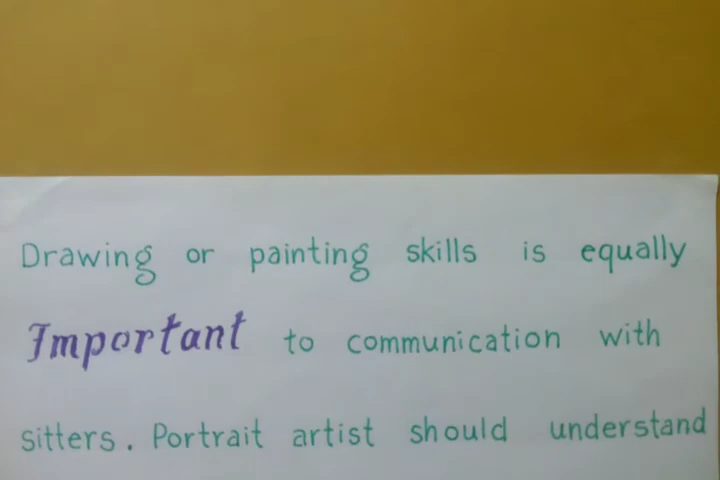 Drawing or painting skills is equally
Important to communication with
sitters. Portrait artist should understand